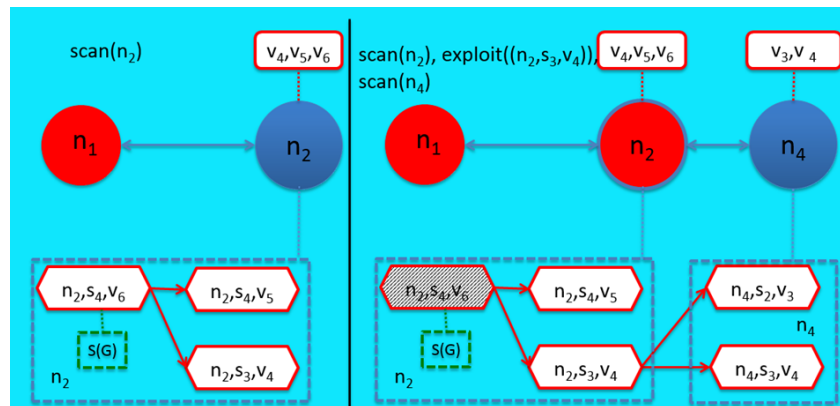 scan(n₂)
v₄,v₅,v₆
n₁
n₂
n₂,s₄,v₆
n₂,s₄,v₅
S(G)
n₂,s₃,v₄
n₂
scan(n₂), exploit((n₂,s₃,v₄)),
scan(n₄)
v₄,v₅,v₆
v₃,v ₄
n₁
n₂
n₄
n₂,s₄,v₆
n₂,s₄,v₅
n₄,s₂,v₃
S(G)
n₄
n₂
n₂,s₃,v₄
n₄,s₃,v₄